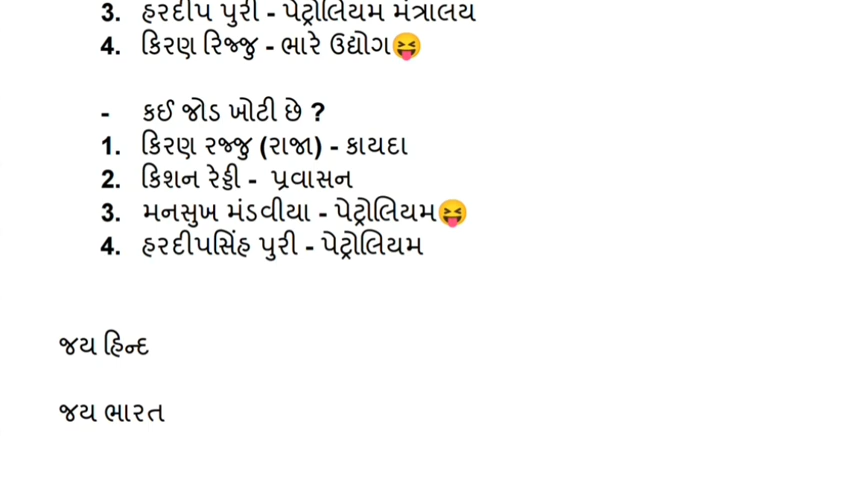 3. હરદીપ પુરી - પેટ્રોલિયમ મંત્રાલય
4. કિરણ રિજ્જુ - ભારે ઉદ્યોગ😝
- કઈ જોડ ખોટી છે ?
1. કિરણ રજ્જુ (રાજા) - કાયદા
2. કિશન રેડ્ડી - પ્રવાસન
3. મનસુખ મંડવીયા - પેટ્રોલિયમ😝
4. હરદીપસિંહ પુરી - પેટ્રોલિયમ
જય હિન્દ
જય ભારત